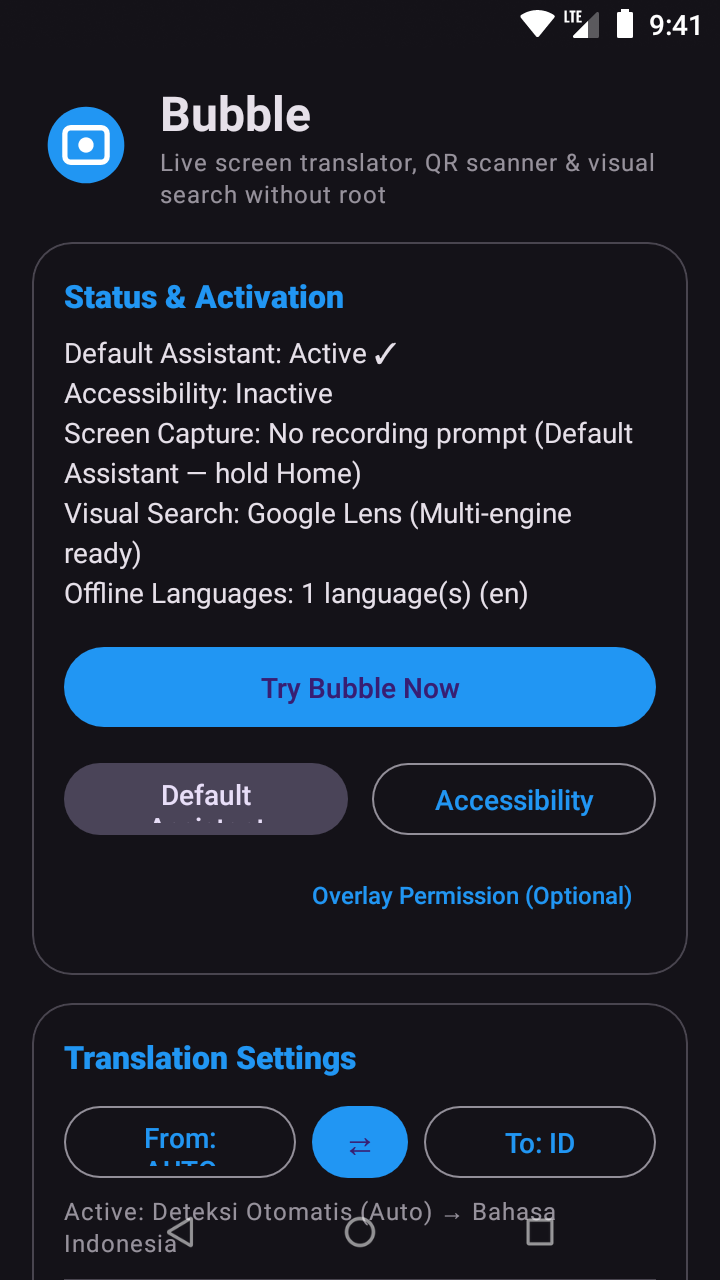 LTE 9:41
Bubble
Live screen translator, QR scanner & visual
search without root
Status & Activation
Default Assistant: Active ✓
Accessibility: Inactive
Screen Capture: No recording prompt (Default
Assistant — hold Home)
Visual Search: Google Lens (Multi-engine
ready)
Offline Languages: 1 language(s) (en)
Try Bubble Now
Default
Accessibility
Overlay Permission (Optional)
Translation Settings
From:
⇄
To: ID
Active: Deteksi Otomatis (Auto) → Bahasa
Indonesia